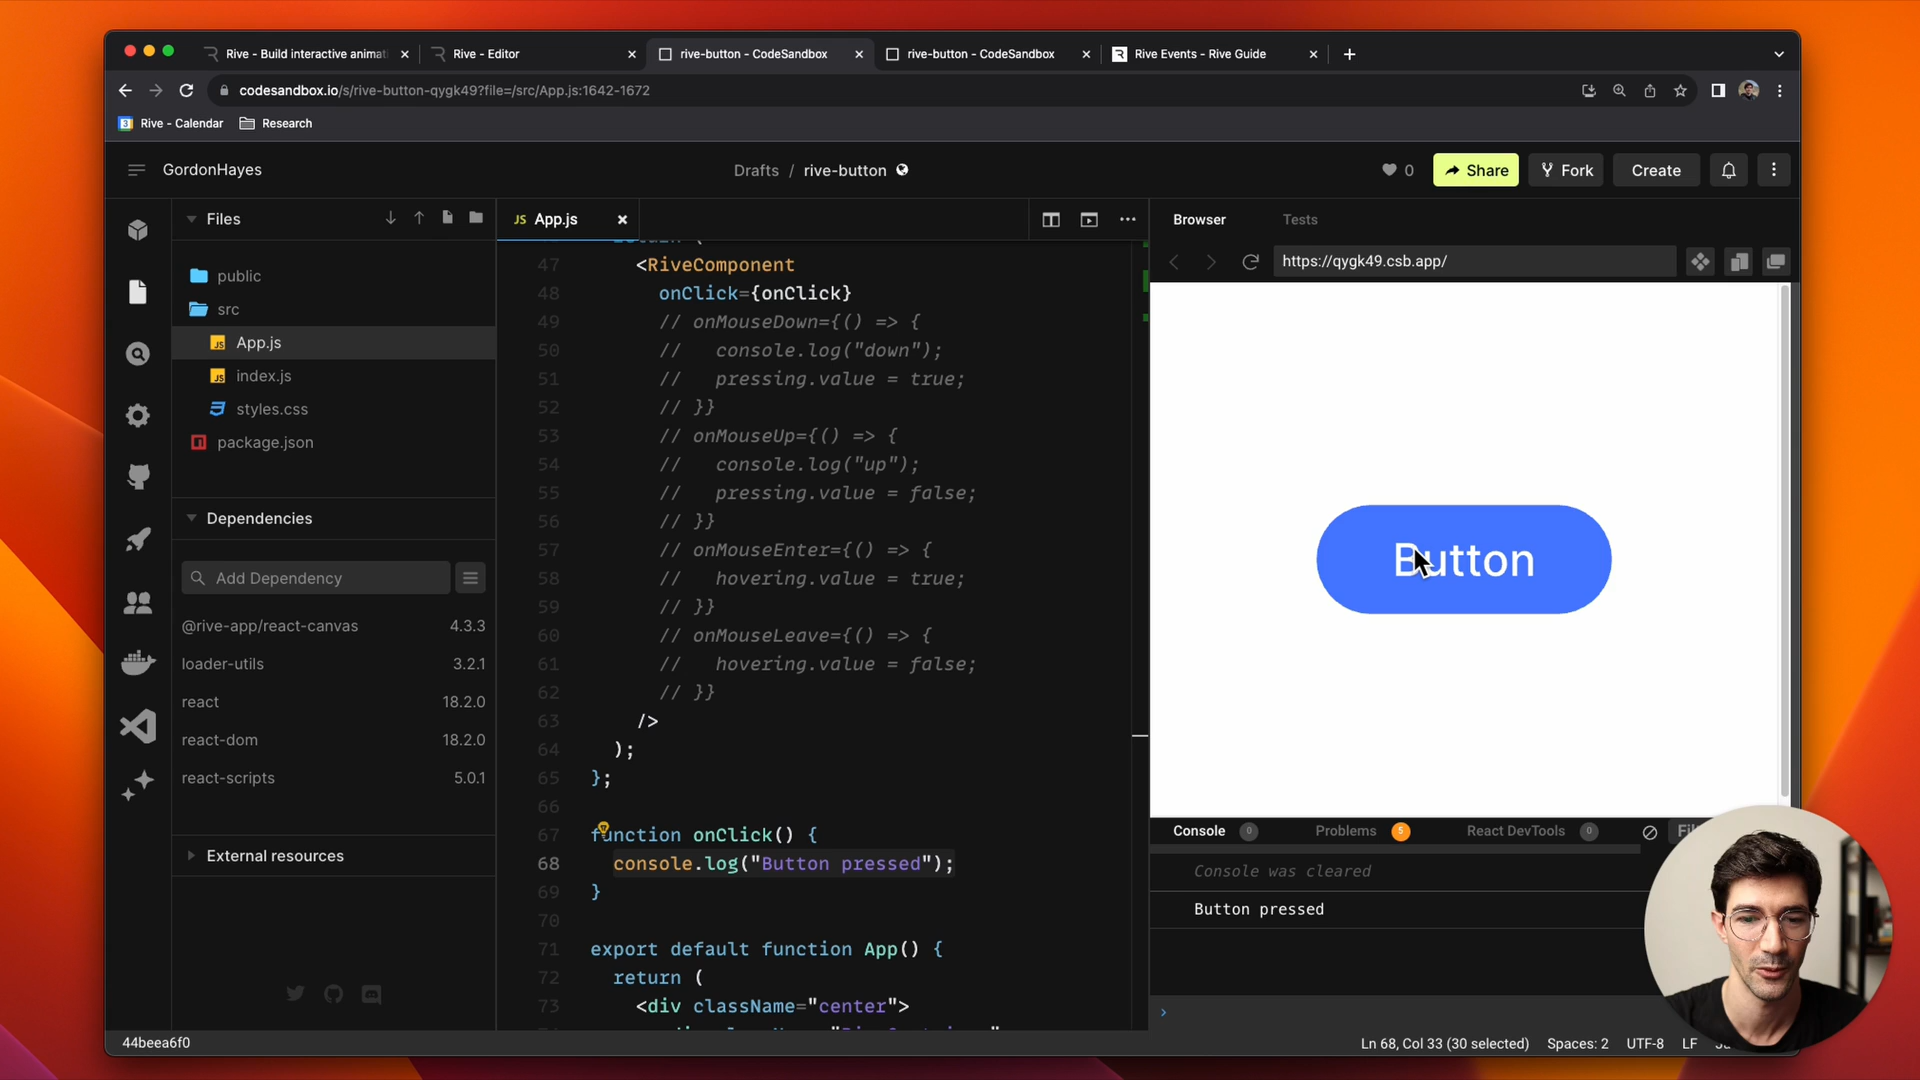 Rive - Build interactive animat
Rive - Editor
rive-button - CodeSandbox
rive-button - CodeSandbox
Rive Events - Rive Guide
codesandbox.io/s/rive-button-qygk49?file=/src/App.js:1642-1672
Rive - Calendar
Research
GordonHayes
Drafts / rive-button
0
Share
Fork
Create
Files
App.js
Browser
Tests
https://qygk49.csb.app/
public
src
App.js
index.js
styles.css
package.json
Dependencies
Add Dependency
@rive-app/react-canvas 4.3.3
loader-utils 3.2.1
react 18.2.0
react-dom 18.2.0
react-scripts 5.0.1
External resources
47 <RiveComponent
48 onClick={onClick}
49 // onMouseDown={() => {
50 // console.log("down");
51 // pressing.value = true;
52 // }}
53 // onMouseUp={() => {
54 // console.log("up");
55 // pressing.value = false;
56 // }}
57 // onMouseEnter={() => {
58 // hovering.value = true;
59 // }}
60 // onMouseLeave={() => {
61 // hovering.value = false;
62 // }}
63 />
64 );
65 };
66
67 function onClick() {
68 console.log("Button pressed");
69 }
70
71 export default function App() {
72 return (
73 <div className="center">
Button
Console 0
Problems 5
React DevTools 0
Console was cleared
Button pressed
44beea6f0
Ln 68, Col 33 (30 selected)
Spaces: 2
UTF-8
LF